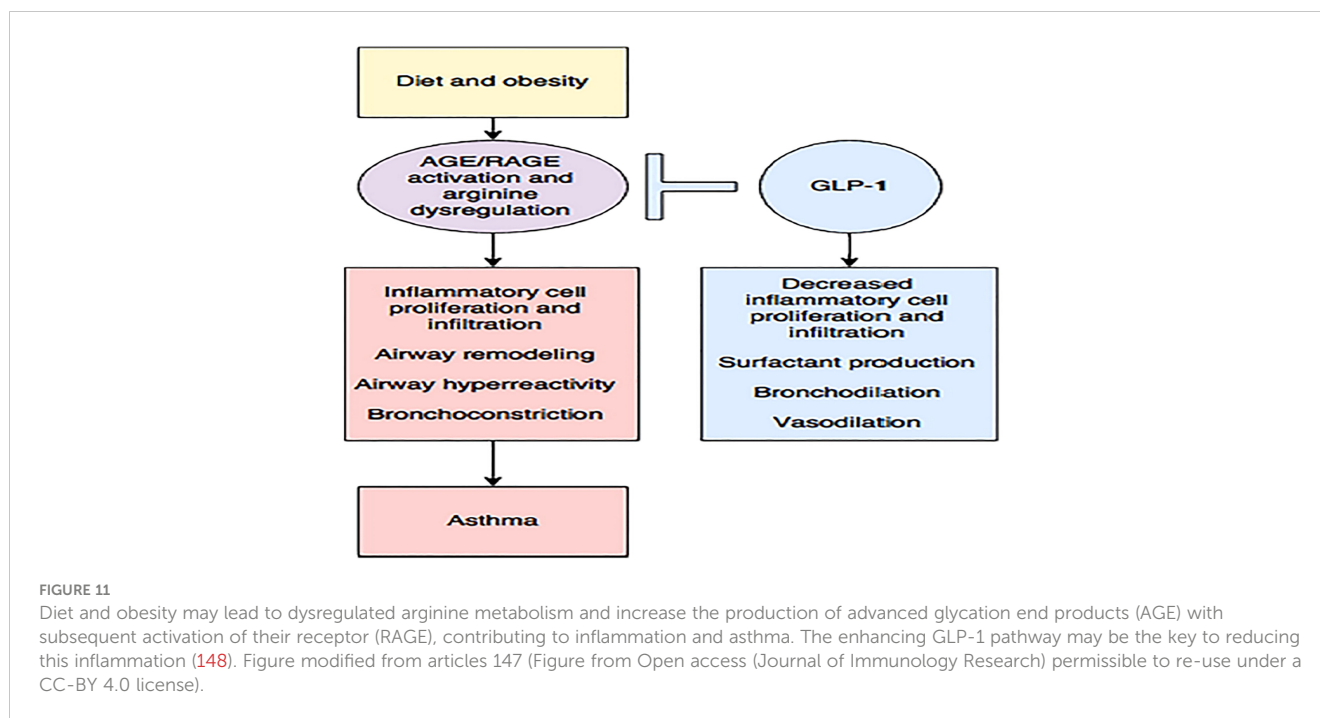 Diet and obesity
AGE/RAGE
activation and
arginine
dysregulation
GLP-1
Inflammatory cell
proliferation and
infiltration
Airway remodeling
Airway hyperreactivity
Bronchoconstriction
Decreased
inflammatory cell
proliferation and
infiltration
Surfactant production
Bronchodilation
Vasodilation
Asthma
FIGURE 11
Diet and obesity may lead to dysregulated arginine metabolism and increase the production of advanced glycation end products (AGE) with
subsequent activation of their receptor (RAGE), contributing to inflammation and asthma. The enhancing GLP-1 pathway may be the key to reducing
this inflammation (148). Figure modified from articles 147 (Figure from Open access (Journal of Immunology Research) permissible to re-use under a
CC-BY 4.0 license).